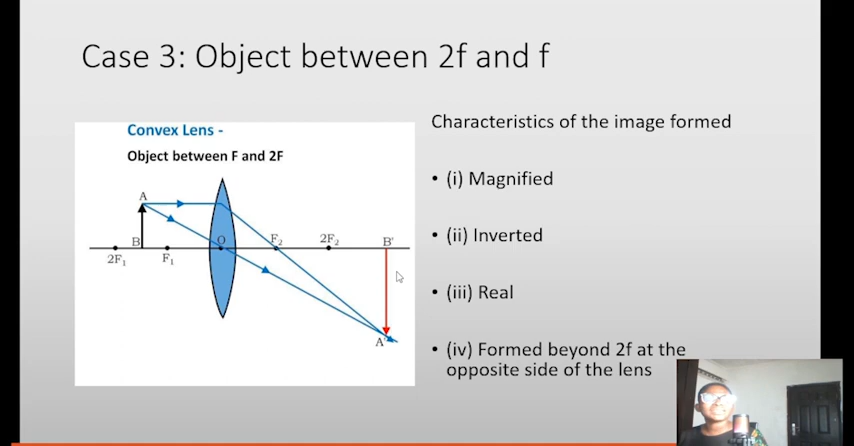 Case 3: Object between 2f and f
Convex Lens -
Object between F and 2F
A
B
O
F₂
2F₂
B'
2F₁
F₁
A'
Characteristics of the image formed
• (i) Magnified
• (ii) Inverted
• (iii) Real
• (iv) Formed beyond 2f at the
opposite side of the lens